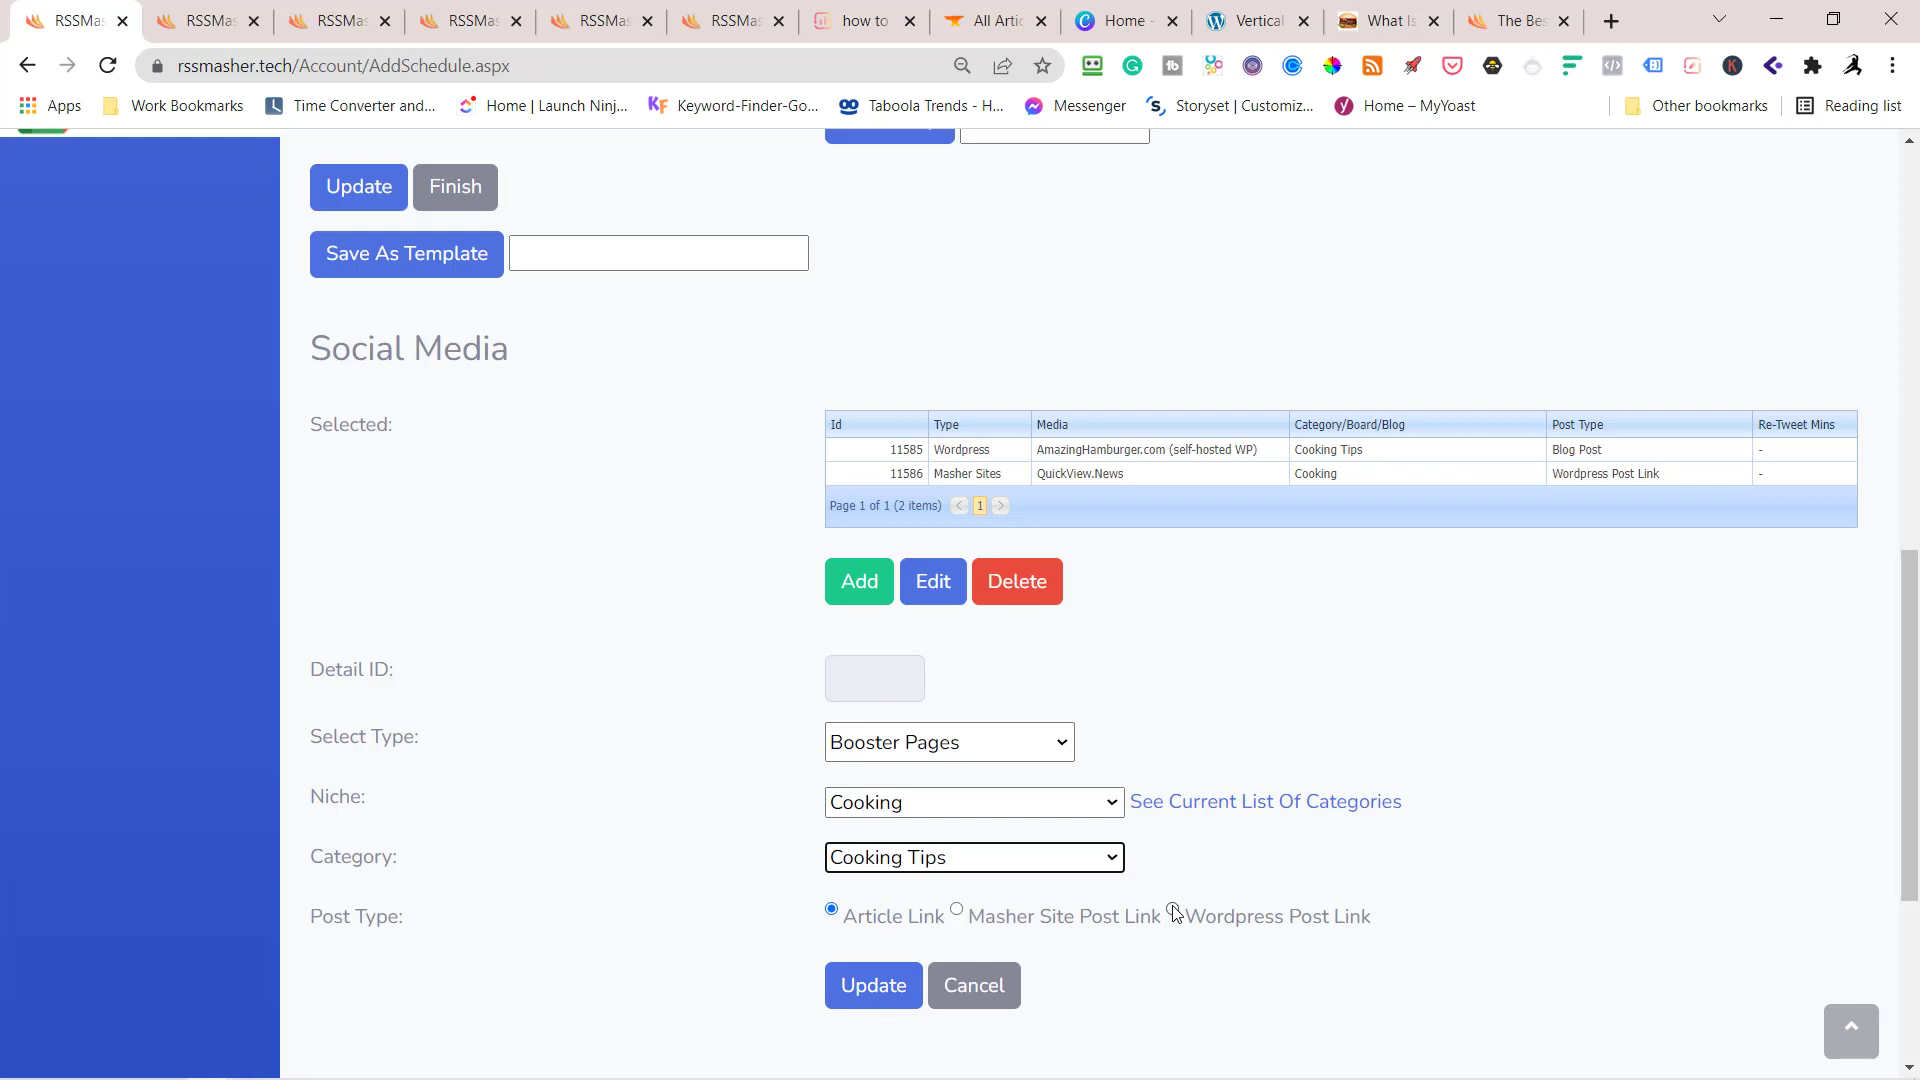 RSSMas
RSSMas
RSSMas
RSSMas
RSSMas
RSSMas
how to
All Artic
Home -
Vertical
What Is
The Bes
rssmasher.tech/Account/AddSchedule.aspx
Apps
Work Bookmarks
Time Converter and...
Home | Launch Ninj...
Keyword-Finder-Go...
Taboola Trends - H...
Messenger
Storyset | Customiz...
Home – MyYoast
Other bookmarks
Reading list
Update
Finish
Save As Template
Social Media
Selected:
Id Type Media Category/Board/Blog Post Type Re-Tweet Mins
11585 Wordpress AmazingHamburger.com (self-hosted WP) Cooking Tips Blog Post -
11586 Masher Sites QuickView.News Cooking Wordpress Post Link -
Page 1 of 1 (2 items) < 1 >
Add Edit Delete
Detail ID:
Select Type: Booster Pages
Niche: Cooking See Current List Of Categories
Category: Cooking Tips
Post Type: Article Link Masher Site Post Link Wordpress Post Link
Update Cancel